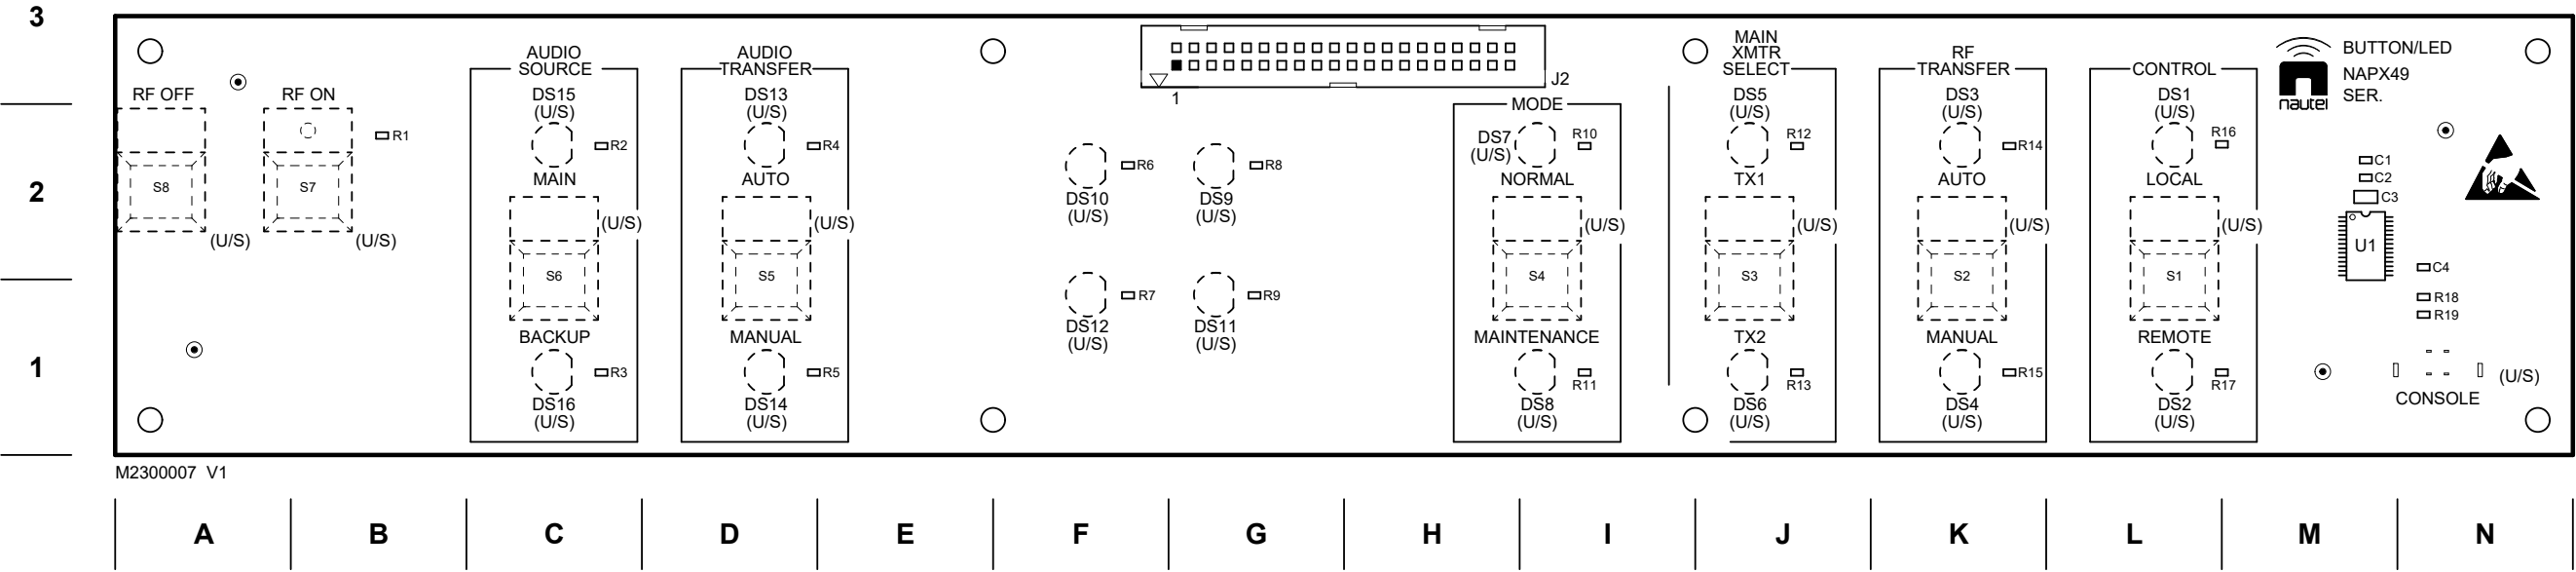 3
2
1
RF OFF
S8
(U/S)
RF ON
R1
S7
(U/S)
AUDIO
SOURCE
DS15
(U/S)
R2
MAIN
(U/S)
S6
BACKUP
R3
DS16
(U/S)
AUDIO
TRANSFER
DS13
(U/S)
R4
AUTO
(U/S)
S5
MANUAL
R5
DS14
(U/S)
R6
DS10
(U/S)
R7
DS12
(U/S)
R8
DS9
(U/S)
R9
DS11
(U/S)
J2
1
MODE
DS7
(U/S)
R10
NORMAL
(U/S)
S4
MAINTENANCE
R11
DS8
(U/S)
MAIN
XMTR
SELECT
DS5
(U/S)
R12
TX1
(U/S)
S3
TX2
R13
DS6
(U/S)
RF
TRANSFER
DS3
(U/S)
R14
AUTO
(U/S)
S2
MANUAL
R15
DS4
(U/S)
CONTROL
DS1
(U/S)
R16
LOCAL
(U/S)
S1
REMOTE
R17
DS2
(U/S)
nautel
BUTTON/LED
NAPX49
SER.
C1
C2
C3
U1
C4
R18
R19
(U/S)
CONSOLE
M2300007 V1
A B C D E F G H I J K L M N